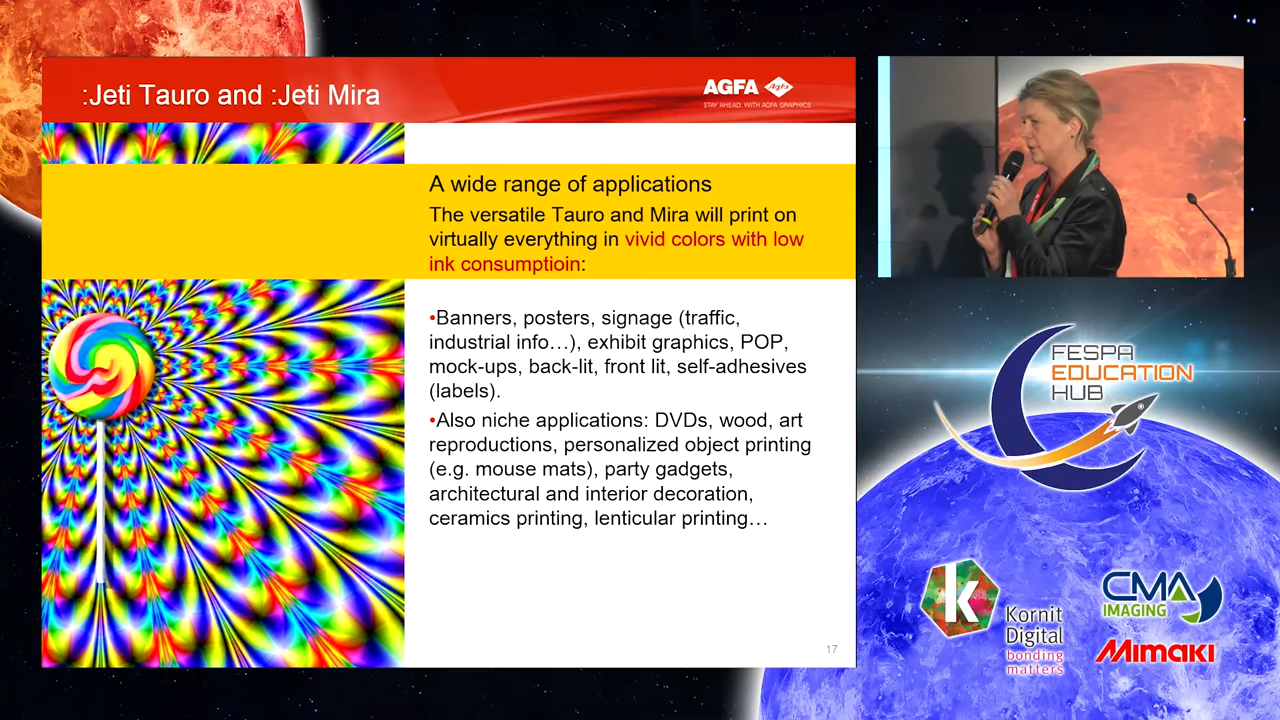 :Jeti Tauro and :Jeti Mira
AGFA
Agfa
STAY AHEAD. WITH AGFA GRAPHICS
A wide range of applications
The versatile Tauro and Mira will print on
virtually everything in vivid colors with low
ink consumptioin:
•Banners, posters, signage (traffic,
industrial info…), exhibit graphics, POP,
mock-ups, back-lit, front lit, self-adhesives
(labels).
•Also niche applications: DVDs, wood, art
reproductions, personalized object printing
(e.g. mouse mats), party gadgets,
architectural and interior decoration,
ceramics printing, lenticular printing…
17
FESPA
EDUCATION
HUB
k
Kornit
Digital
bonding
matters
CMA
IMAGING
Mimaki